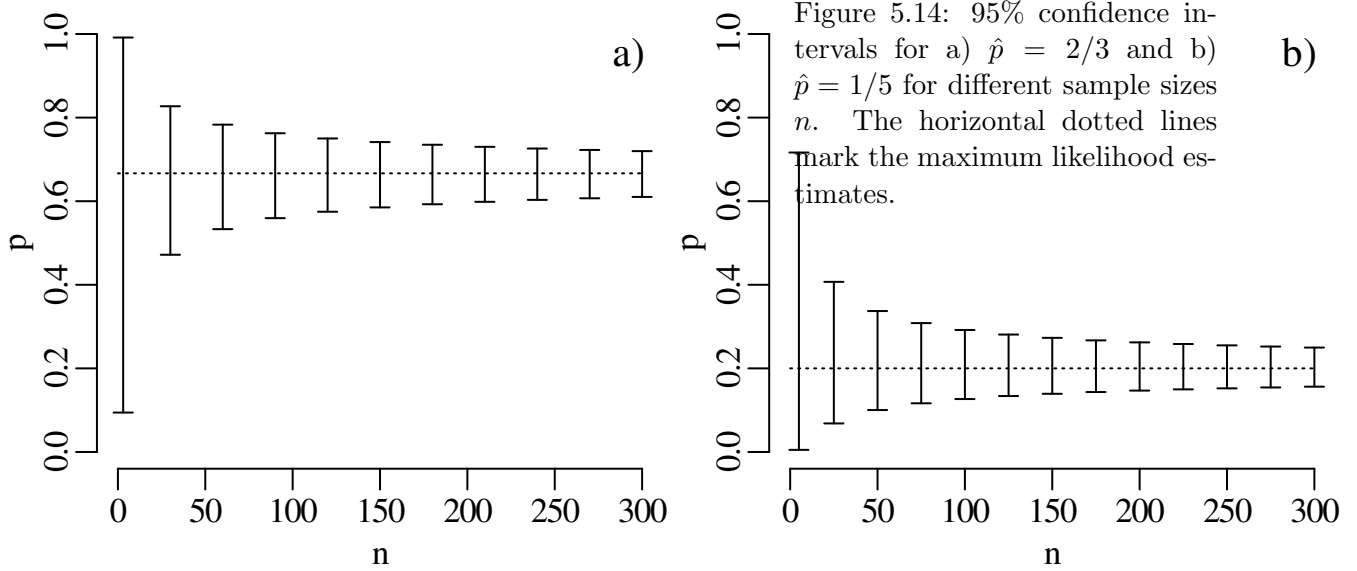 a)
1.0
0.8
0.6
0.4
0.2
0.0
p
0 50 100 150 200 250 300
n
Figure 5.14: 95% confidence in-
tervals for a) p̂ = 2/3 and b)
p̂ = 1/5 for different sample sizes
n. The horizontal dotted lines
mark the maximum likelihood es-
timates.
b)
1.0
0.8
0.6
0.4
0.2
0.0
p
0 50 100 150 200 250 300
n